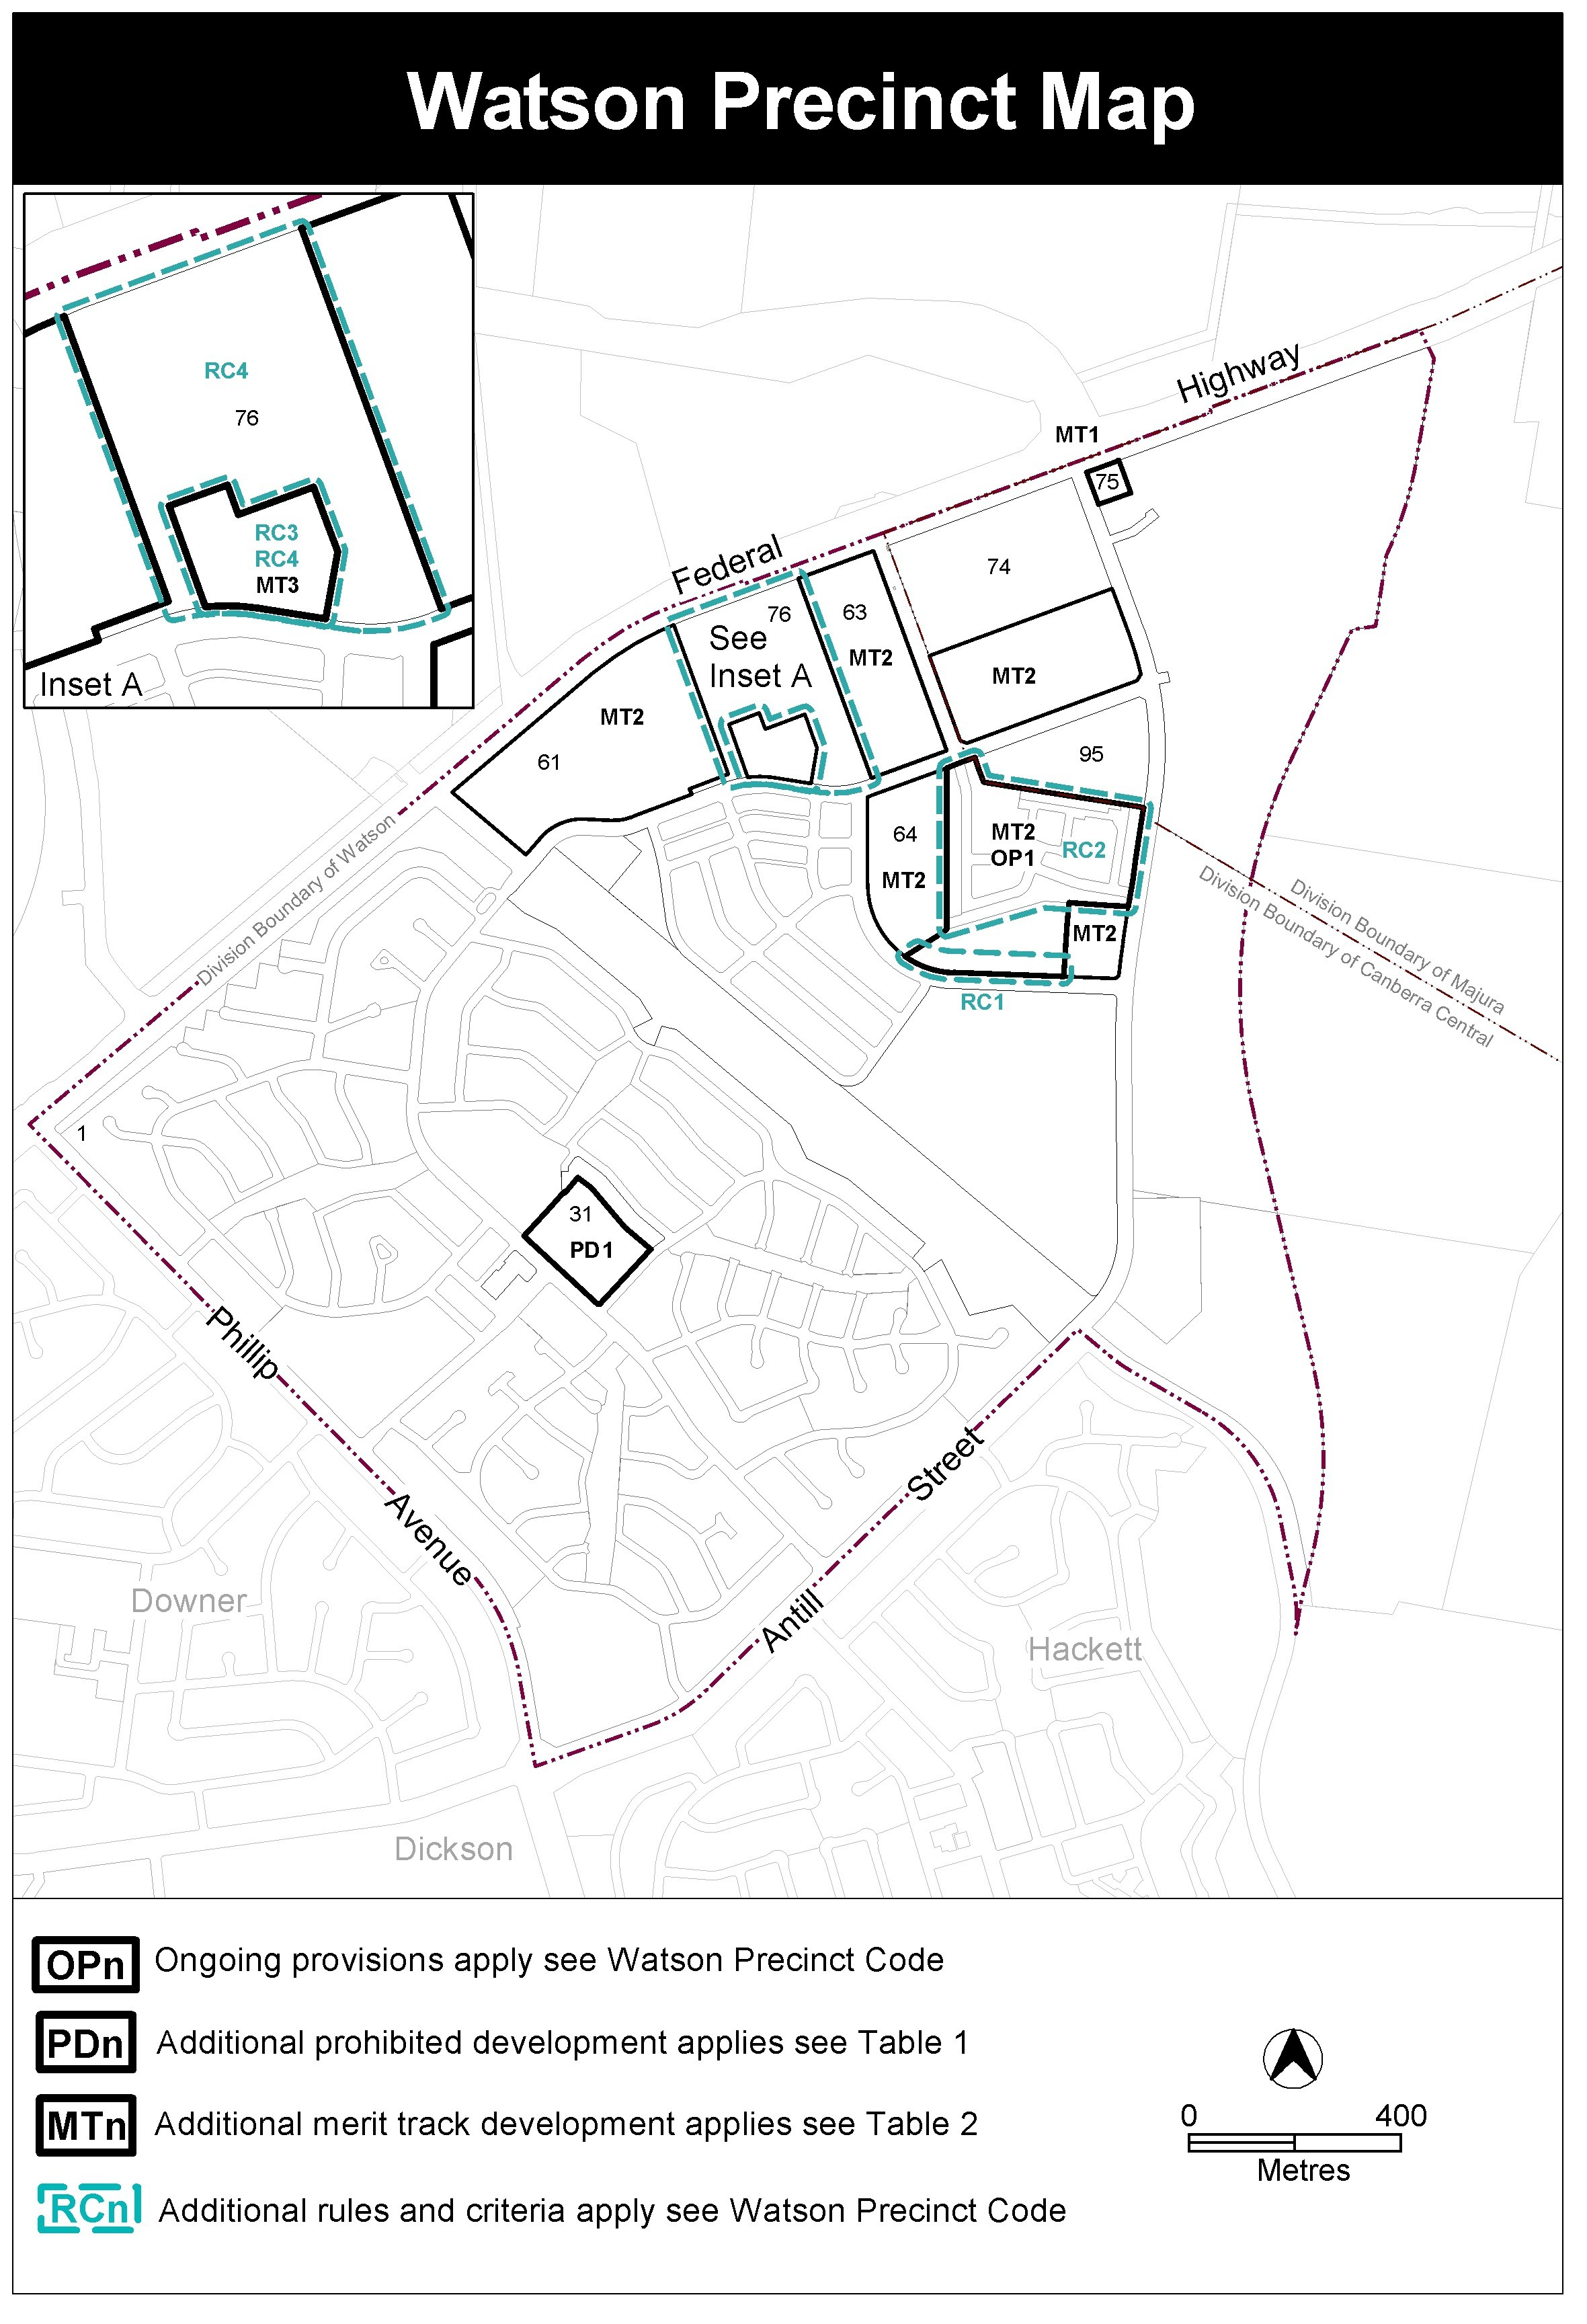 Watson Precinct Map
RC4
76
RC3
RC4
MT3
Inset A
Highway
MT1
75
Federal
74
76
63
See
Inset A
MT2
MT2
MT2
61
95
64
MT2
OP1
RC2
MT2
MT2
RC1
Division Boundary of Watson
Division Boundary of Majura
Division Boundary of Canberra Central
1
31
PD1
Phillip
Avenue
Street
Antill
Downer
Hackett
Dickson
OPn Ongoing provisions apply see Watson Precinct Code
PDn Additional prohibited development applies see Table 1
MTn Additional merit track development applies see Table 2
RCn Additional rules and criteria apply see Watson Precinct Code
0 400
Metres